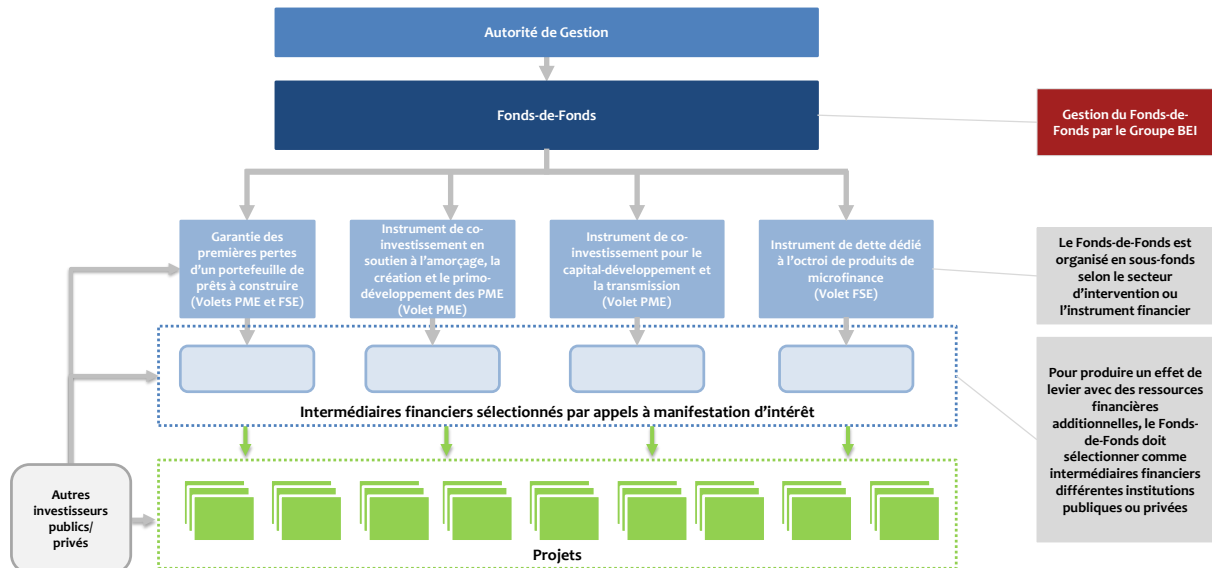 Autorité de Gestion
Fonds-de-Fonds
Gestion du Fonds-de-
Fonds par le Groupe BEI
Garantie des
premières pertes
d’un portefeuille de
prêts à construire
(Volets PME et FSE)
Instrument de co-
investissement en
soutien à l’amorçage, la
création et le primo-
développement des PME
(Volet PME)
Instrument de co-
investissement pour le
capital-développement et
la transmission
(Volet PME)
Instrument de dette dédié
à l’octroi de produits de
microfinance
(Volet FSE)
Le Fonds-de-Fonds est
organisé en sous-fonds
selon le secteur
d’intervention ou
l’instrument financier
Intermédiaires financiers sélectionnés par appels à manifestation d’intérêt
Pour produire un effet de
levier avec des ressources
financières
additionnelles, le Fonds-
de-Fonds doit
sélectionner comme
intermédiaires financiers
différentes institutions
publiques ou privées
Autres
investisseurs
publics/
privés
Projets